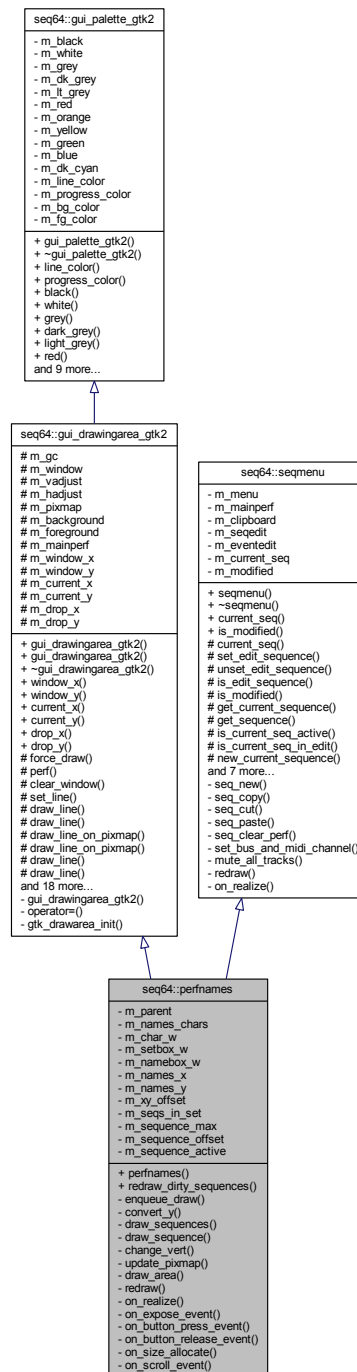 seq64::gui_palette_gtk2
- m_black
- m_white
- m_grey
- m_dk_grey
- m_lt_grey
- m_red
- m_orange
- m_yellow
- m_green
- m_blue
- m_dk_cyan
- m_line_color
- m_progress_color
- m_bg_color
- m_fg_color
+ gui_palette_gtk2()
+ ~gui_palette_gtk2()
+ line_color()
+ progress_color()
+ black()
+ white()
+ grey()
+ dark_grey()
+ light_grey()
+ red()
and 9 more...
seq64::gui_drawingarea_gtk2
# m_gc
# m_window
# m_vadjust
# m_hadjust
# m_pixmap
# m_background
# m_foreground
# m_mainperf
# m_window_x
# m_window_y
# m_current_x
# m_current_y
# m_drop_x
# m_drop_y
+ gui_drawingarea_gtk2()
+ gui_drawingarea_gtk2()
+ ~gui_drawingarea_gtk2()
+ window_x()
+ window_y()
+ current_x()
+ current_y()
+ drop_x()
+ drop_y()
# force_draw()
# perf()
# clear_window()
# set_line()
# draw_line()
# draw_line()
# draw_line_on_pixmap()
# draw_line_on_pixmap()
# draw_line()
# draw_line()
and 18 more...
- gui_drawingarea_gtk2()
- operator=()
- gtk_drawarea_init()
seq64::seqmenu
- m_menu
- m_mainperf
- m_clipboard
- m_seqedit
- m_eventedit
- m_current_seq
- m_modified
+ seqmenu()
+ ~seqmenu()
+ current_seq()
+ is_modified()
# current_seq()
# set_edit_sequence()
# unset_edit_sequence()
# is_edit_sequence()
# is_modified()
# get_current_sequence()
# get_sequence()
# is_current_seq_active()
# is_current_seq_in_edit()
# new_current_sequence()
and 7 more...
- seq_new()
- seq_copy()
- seq_cut()
- seq_paste()
- seq_clear_perf()
- set_bus_and_midi_channel()
- mute_all_tracks()
- redraw()
- on_realize()
seq64::perfnames
- m_parent
- m_names_chars
- m_char_w
- m_setbox_w
- m_namebox_w
- m_names_x
- m_names_y
- m_xy_offset
- m_seqs_in_set
- m_sequence_max
- m_sequence_offset
- m_sequence_active
+ perfnames()
+ redraw_dirty_sequences()
- enqueue_draw()
- convert_y()
- draw_sequences()
- draw_sequence()
- change_vert()
- update_pixmap()
- draw_area()
- redraw()
- on_realize()
- on_expose_event()
- on_button_press_event()
- on_button_release_event()
- on_size_allocate()
- on_scroll_event()